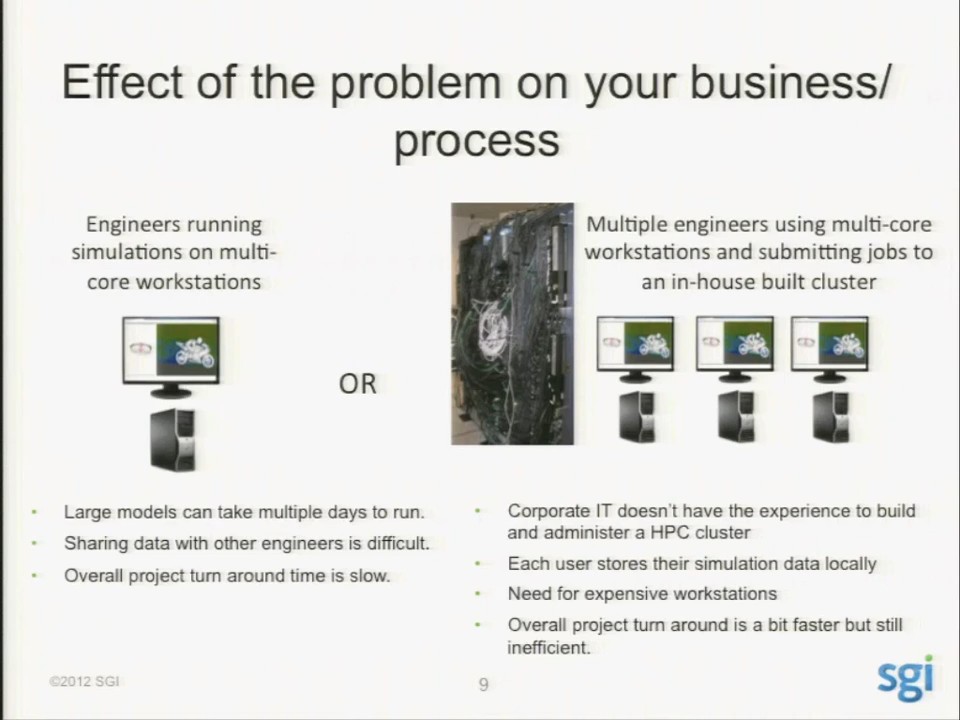 Effect of the problem on your business/
process
Engineers running
simulations on multi-
core workstations
OR
Multiple engineers using multi-core
workstations and submitting jobs to
an in-house built cluster
• Large models can take multiple days to run.
• Sharing data with other engineers is difficult.
• Overall project turn around time is slow.
• Corporate IT doesn't have the experience to build
and administer a HPC cluster
• Each user stores their simulation data locally
• Need for expensive workstations
• Overall project turn around is a bit faster but still
inefficient.
©2012 SGI
9
sgi